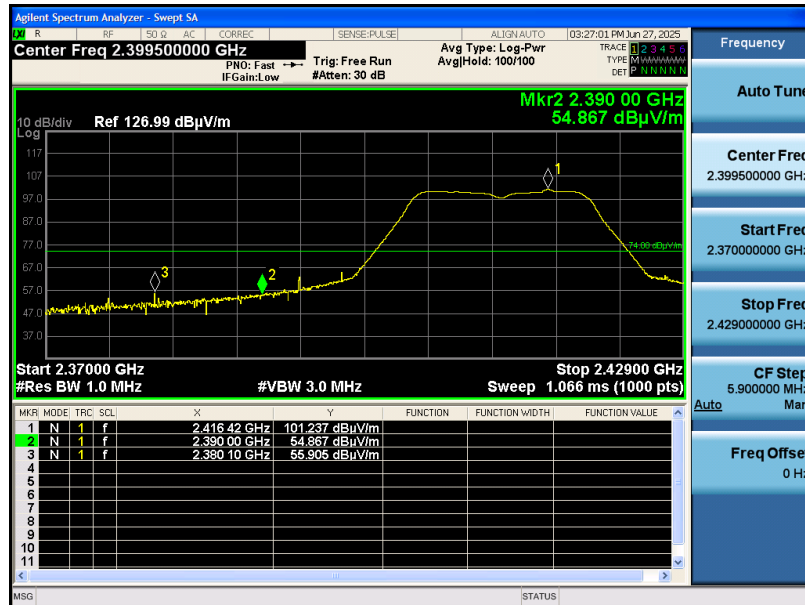 Agilent Spectrum Analyzer - Swept SA
LXI R RF 50 Ω AC CORREC SENSE:PULSE ALIGN AUTO 03:27:01 PM Jun 27, 2025
Center Freq 2.399500000 GHz
PNO: Fast
IFGain:Low
Trig: Free Run
#Atten: 30 dB
Avg Type: Log-Pwr
Avg|Hold: 100/100
TRACE 1 2 3 4 5 6
TYPE M W W W W W
DET P N N N N N
Mkr2 2.390 00 GHz
54.867 dBµV/m
10 dB/div Ref 126.99 dBµV/m
Log
117
107
97.0
87.0
77.0
67.0
57.0
47.0
37.0
1
2
3
74.00 dBµV/m
Start 2.37000 GHz Stop 2.42900 GHz
#Res BW 1.0 MHz #VBW 3.0 MHz Sweep 1.066 ms (1000 pts)
MKR MODE TRC SCL X Y FUNCTION FUNCTION WIDTH FUNCTION VALUE
1 N 1 f 2.416 42 GHz 101.237 dBµV/m
2 N 1 f 2.390 00 GHz 54.867 dBµV/m
3 N 1 f 2.380 10 GHz 55.905 dBµV/m
4
5
6
7
8
9
10
11
MSG STATUS
Frequency
Auto Tune
Center Freq
2.399500000 GHz
Start Freq
2.370000000 GHz
Stop Freq
2.429000000 GHz
CF Step
5.900000 MHz
Auto Man
Freq Offset
0 Hz